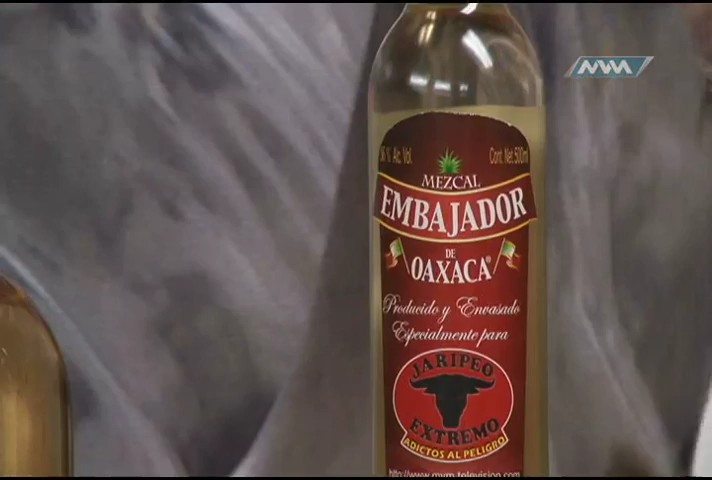 MVM
Alc. Vol.
Cont. Net. 500ml
MEZCAL
EMBAJADOR
DE
OAXACA®
Producido y Envasado
Especialmente para
JARIPEO
EXTREMO
ADICTOS AL PELIGRO
http://www.mvm-television.com